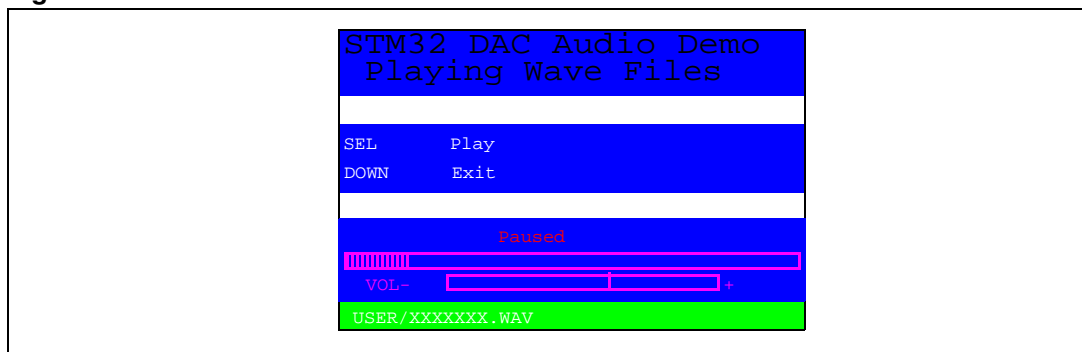 STM32 DAC Audio Demo
Playing Wave Files
SEL Play
DOWN Exit
Paused
VOL- +
USER/XXXXXXX.WAV